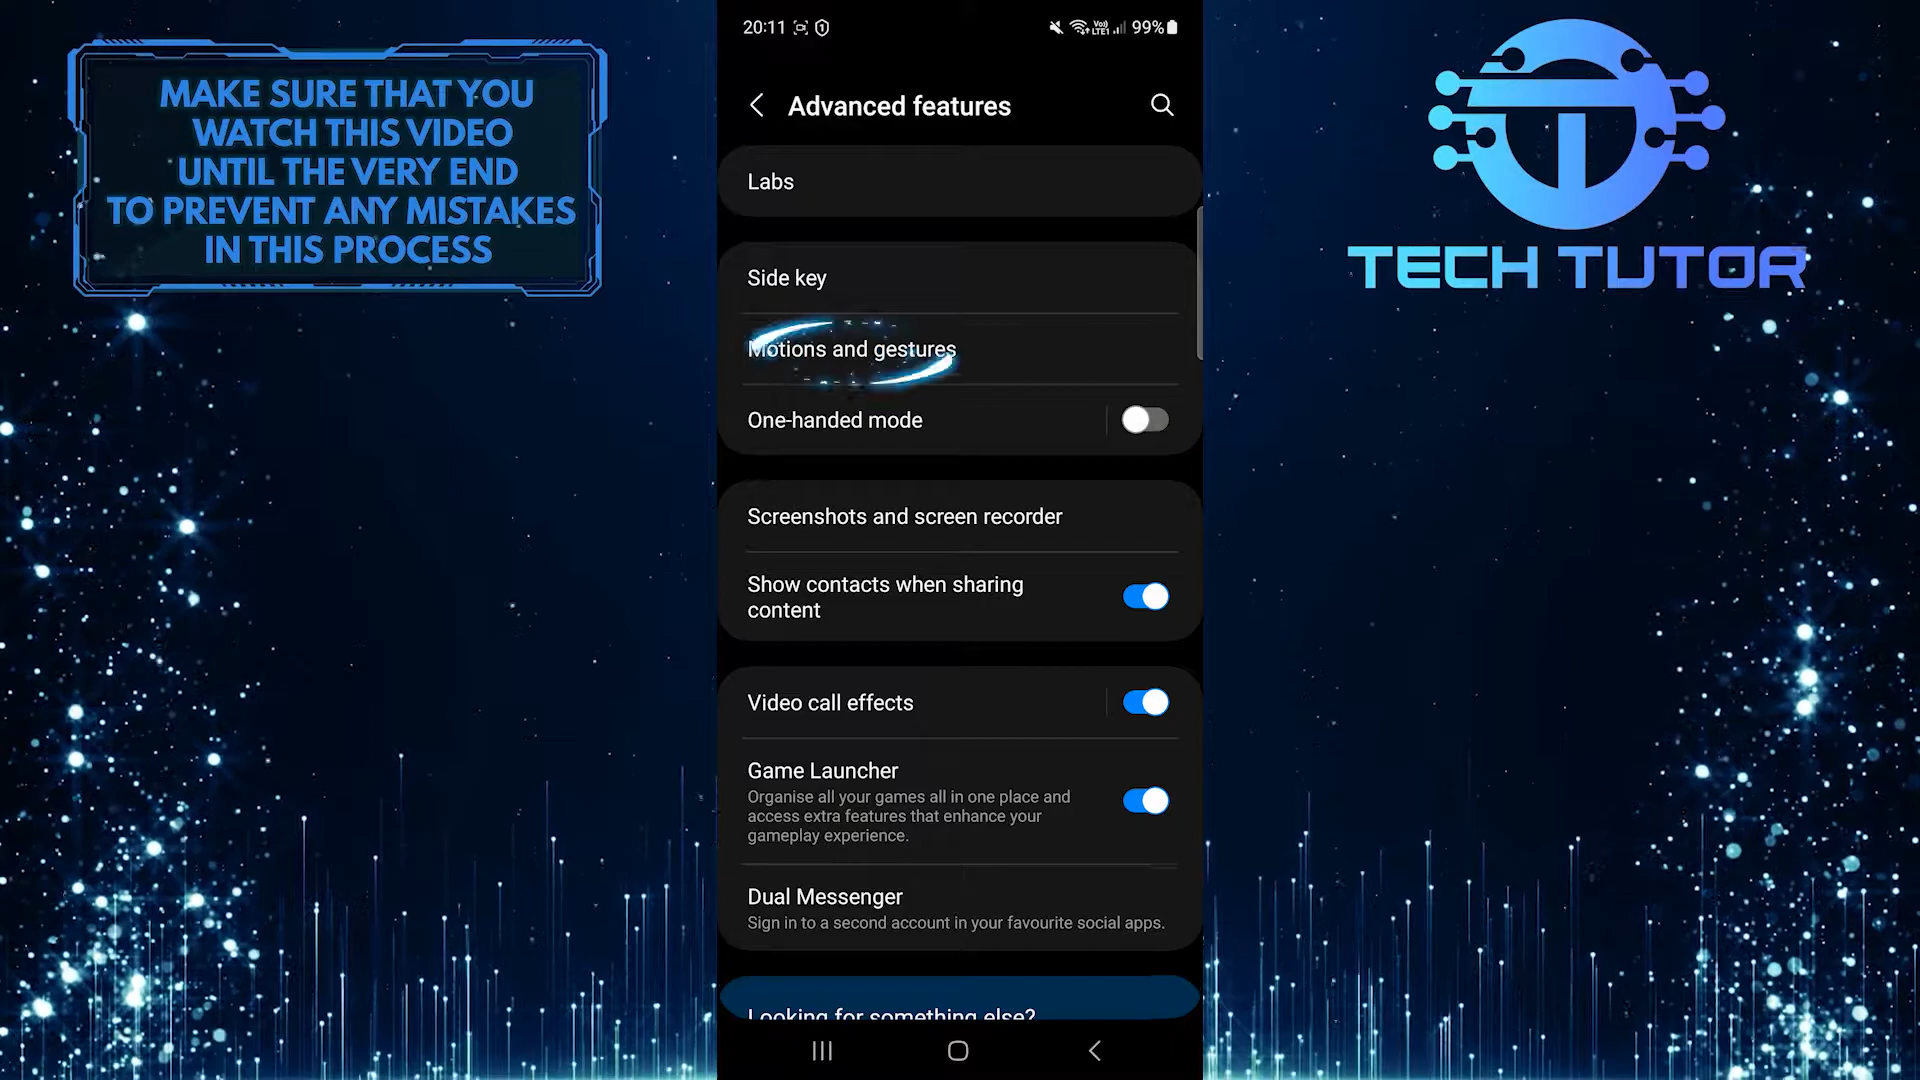 MAKE SURE THAT YOU
WATCH THIS VIDEO
UNTIL THE VERY END
TO PREVENT ANY MISTAKES
IN THIS PROCESS
20:11
Vo))
LTE1
99%
Advanced features
Labs
Side key
Motions and gestures
One-handed mode
Screenshots and screen recorder
Show contacts when sharing
content
Video call effects
Game Launcher
Organise all your games all in one place and
access extra features that enhance your
gameplay experience.
Dual Messenger
Sign in to a second account in your favourite social apps.
Looking for something else?
TECH TUTOR